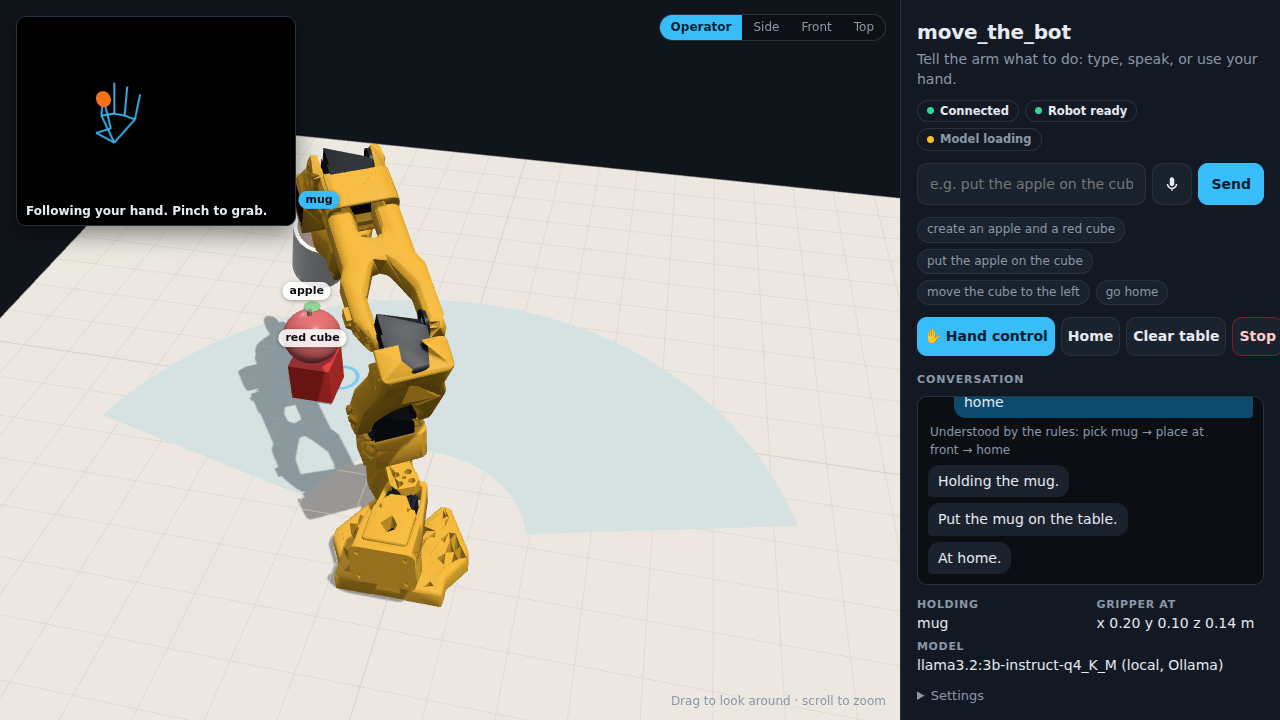 Following your hand. Pinch to grab.
Operator Side Front Top
mug
apple
red cube
Drag to look around · scroll to zoom
move_the_bot
Tell the arm what to do: type, speak, or use your
hand.
Connected Robot ready
Model loading
e.g. put the apple on the cub Send
create an apple and a red cube
put the apple on the cube
move the cube to the left go home
✋ Hand control Home Clear table Stop
CONVERSATION
home
Understood by the rules: pick mug → place at
front → home
Holding the mug.
Put the mug on the table.
At home.
HOLDING GRIPPER AT
mug x 0.20 y 0.10 z 0.14 m
MODEL
llama3.2:3b-instruct-q4_K_M (local, Ollama)
▶ Settings